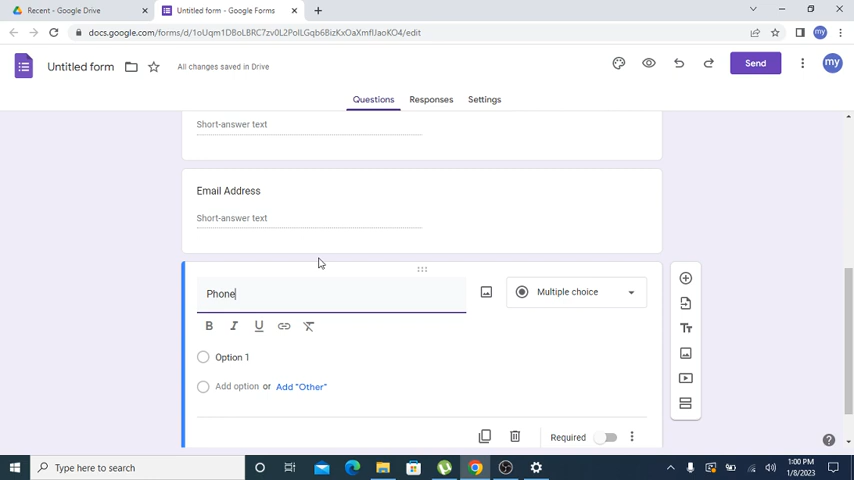 Recent - Google Drive
Untitled form - Google Forms
docs.google.com/forms/d/1oUqm1DBoLBRC7zv0L2PoILGqb6BizKxOaXmflJaoKO4/edit
Untitled form
All changes saved in Drive
Send
my
Questions
Responses
Settings
Short-answer text
Email Address
Short-answer text
Phone
Multiple choice
B I U
Tт
Option 1
Add option or Add "Other"
Required
Type here to search
1:00 PM
1/8/2023